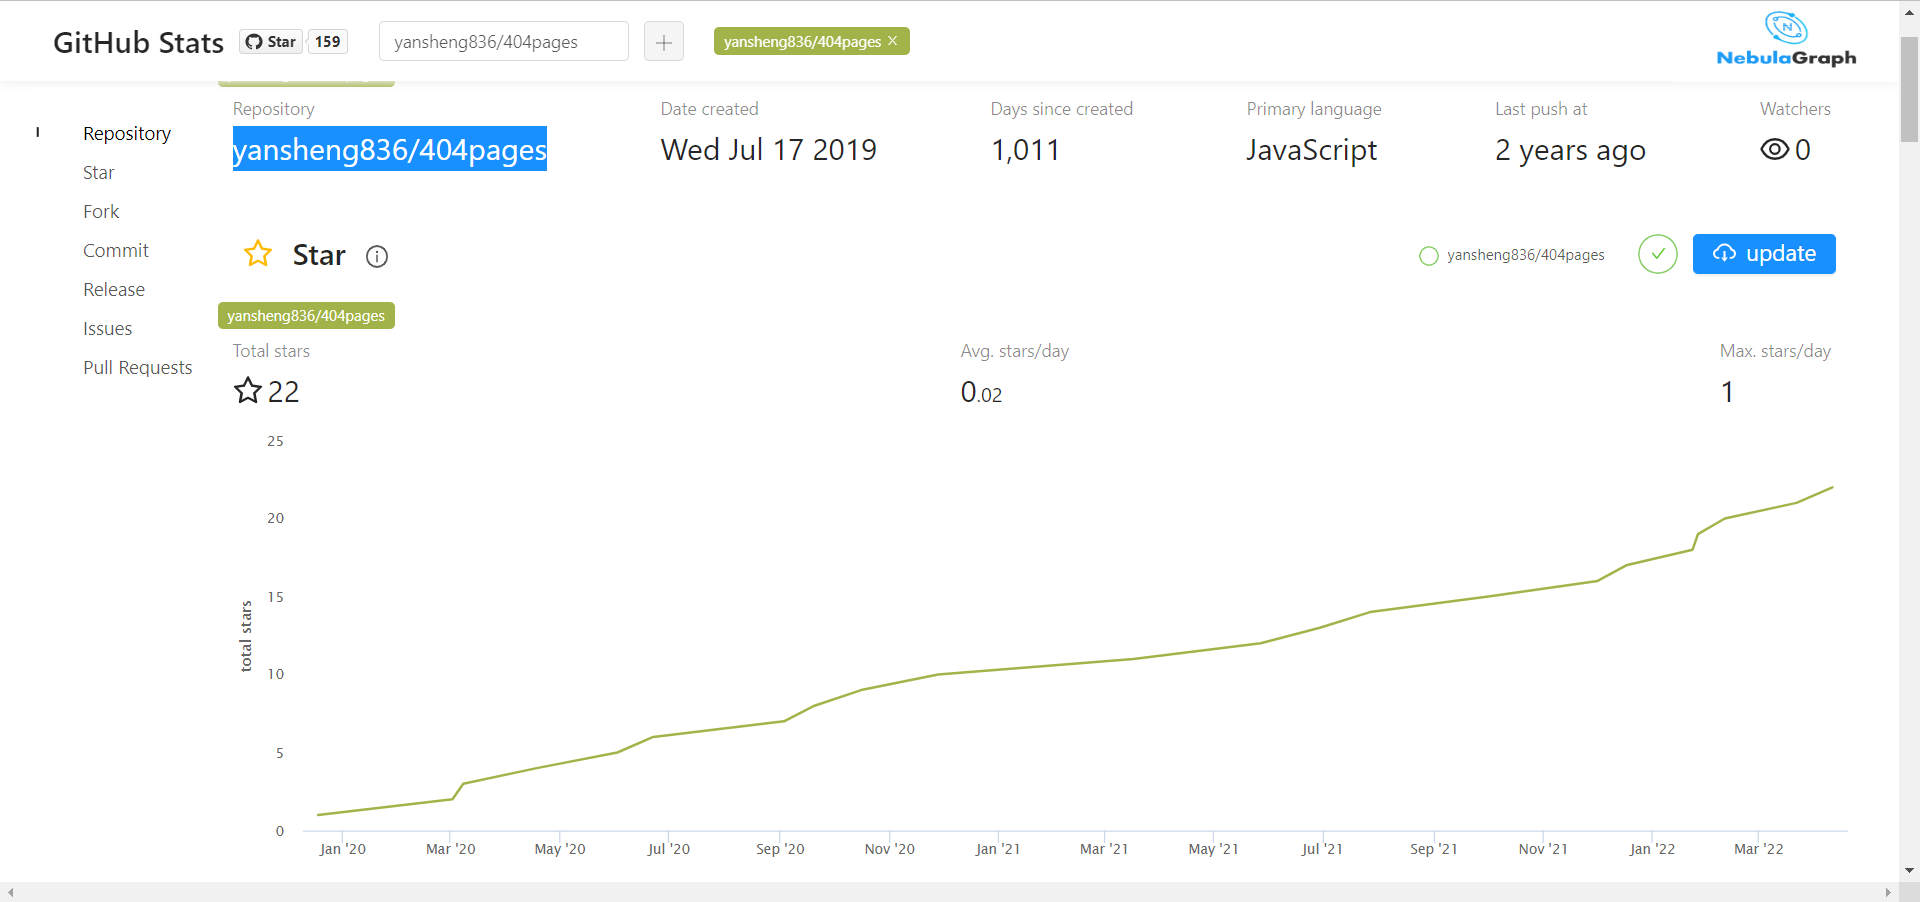 GitHub Stats Star 159 yansheng836/404pages + yansheng836/404pages × NebulaGraph
Repository
Star
Fork
Commit
Release
Issues
Pull Requests
Repository Date created Days since created Primary language Last push at Watchers
yansheng836/404pages Wed Jul 17 2019 1,011 JavaScript 2 years ago 0
Star yansheng836/404pages update
yansheng836/404pages
Total stars Avg. stars/day Max. stars/day
22 0.02 1
25
20
15
10
5
0
total stars
Jan '20 Mar '20 May '20 Jul '20 Sep '20 Nov '20 Jan '21 Mar '21 May '21 Jul '21 Sep '21 Nov '21 Jan '22 Mar '22